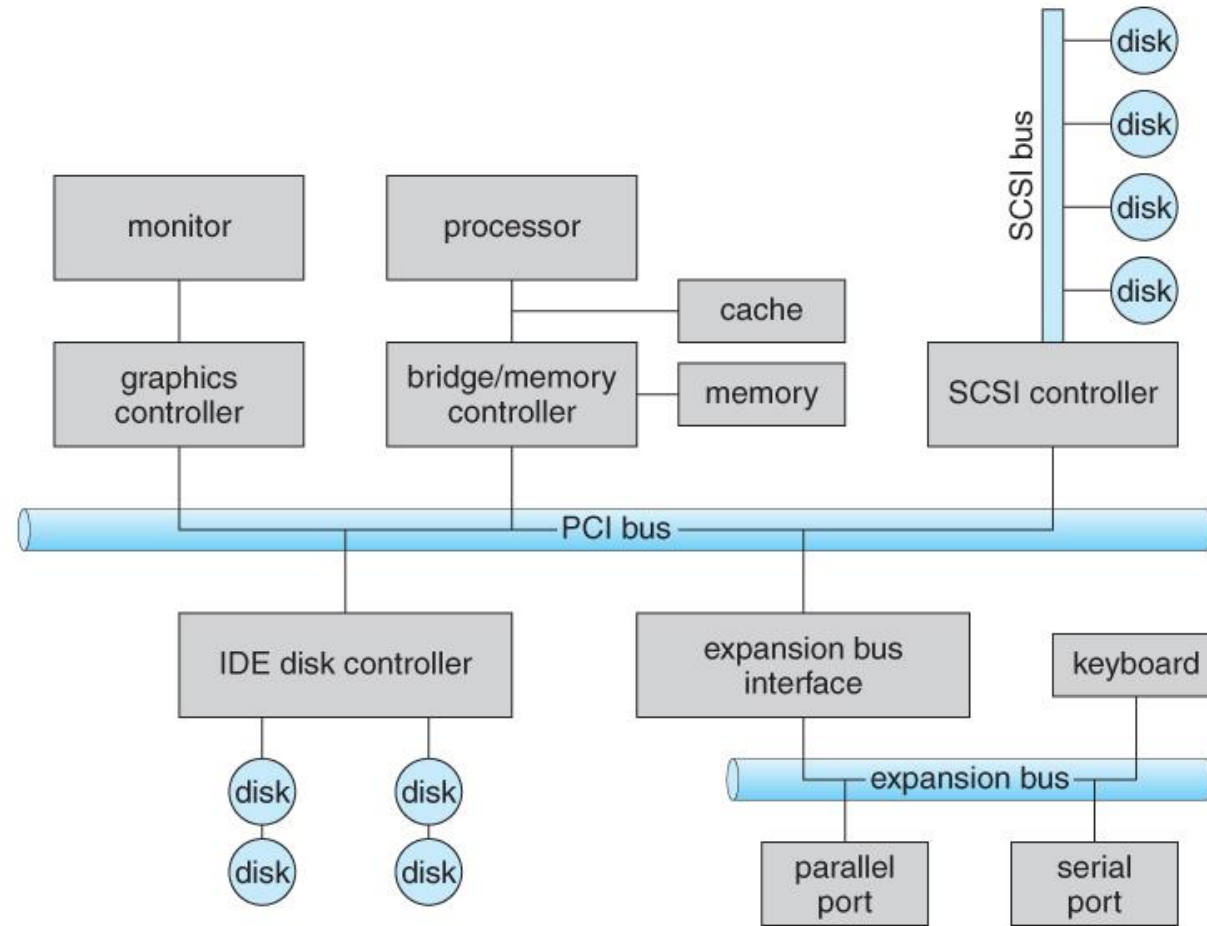 disk
disk
disk
disk
SCSI bus
monitor
processor
cache
graphics
controller
bridge/memory
controller
memory
SCSI controller
PCI bus
IDE disk controller
expansion bus
interface
keyboard
disk
disk
disk
disk
expansion bus
parallel
port
serial
port